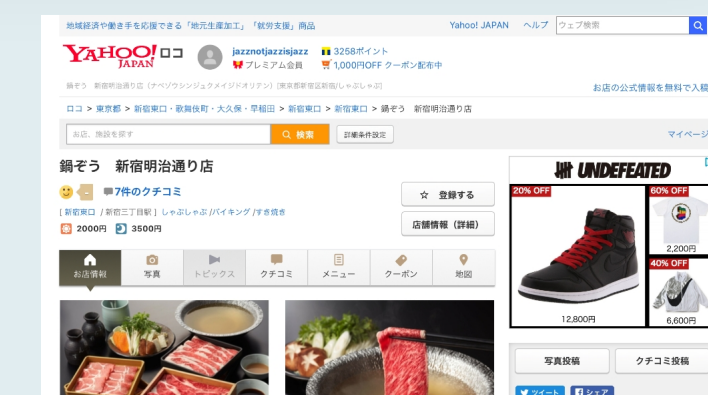 地域経済や働き手を応援できる「地元生産加工」「就労支援」商品
Yahoo! JAPAN ヘルプ ウェブ検索
YAHOO! JAPAN ロコ
jazznotjazzisjazz 3258ポイント
プレミアム会員 1,000円OFF クーポン配布中
鍋ぞう 新宿明治通り店（ナベゾウシンジュクメイジドオリテン）[東京都新宿区新宿/しゃぶしゃぶ]
お店の公式情報を無料で入稿
ロコ > 東京都 > 新宿東口・歌舞伎町・大久保・早稲田 > 新宿東口 > 新宿東口 > 鍋ぞう 新宿明治通り店
お店、施設を探す 検索 詳細条件設定
マイページ
鍋ぞう 新宿明治通り店
7件のクチコミ
☆ 登録する
[ 新宿東口 / 新宿三丁目駅 ] しゃぶしゃぶ /バイキング /すき焼き
2000円 3500円
店舗情報（詳細）
お店情報 写真 トピックス クチコミ メニュー クーポン 地図
UNDEFEATED
20% OFF
12,800円
60% OFF
2,200円
40% OFF
6,600円
写真投稿 クチコミ投稿
ツイート シェア